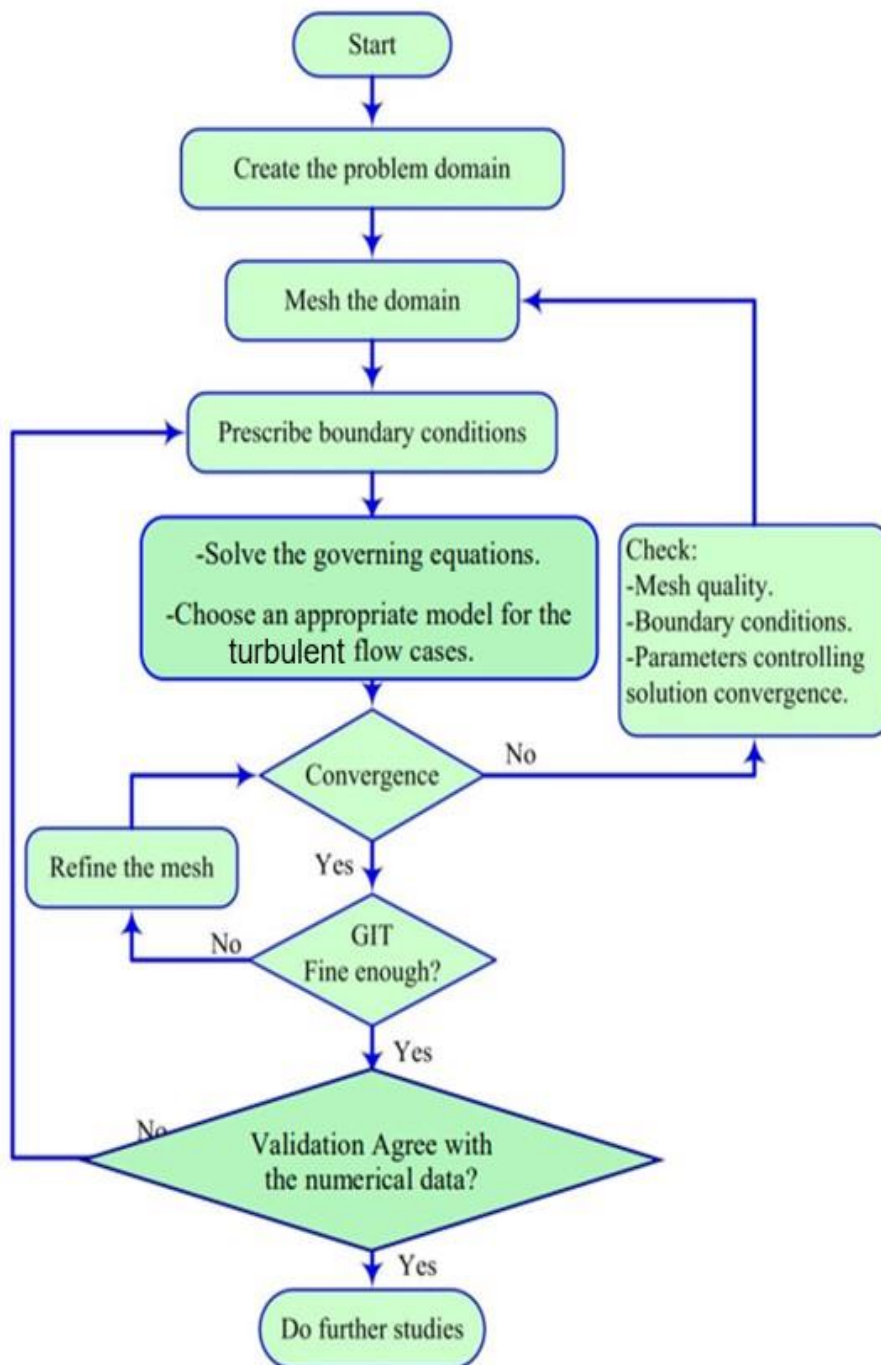 Start
Create the problem domain
Mesh the domain
Prescribe boundary conditions
-Solve the governing equations.
-Choose an appropriate model for the
turbulent flow cases.
Check:
-Mesh quality.
-Boundary conditions.
-Parameters controlling
solution convergence.
Convergence
No
Yes
Refine the mesh
No
GIT
Fine enough?
Yes
No
Validation Agree with
the numerical data?
Yes
Do further studies